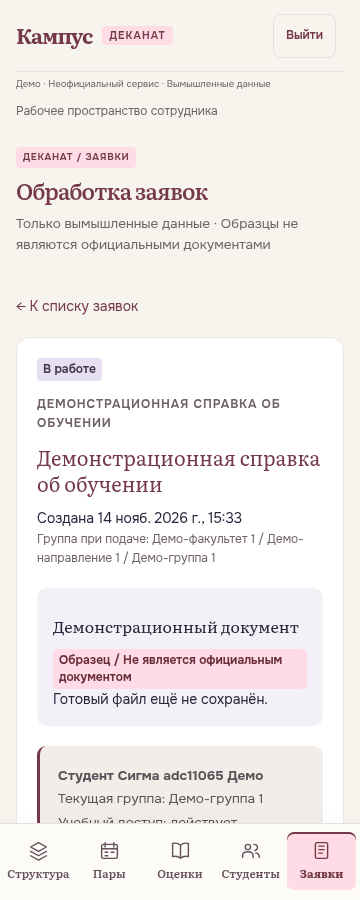 Кампус ДЕКАНАТ Выйти
Демо · Неофициальный сервис · Вымышленные данные
Рабочее пространство сотрудника
ДЕКАНАТ / ЗАЯВКИ
Обработка заявок
Только вымышленные данные · Образцы не
являются официальными документами
← К списку заявок
В работе
ДЕМОНСТРАЦИОННАЯ СПРАВКА ОБ
ОБУЧЕНИИ
Демонстрационная справка
об обучении
Создана 14 нояб. 2026 г., 15:33
Группа при подаче: Демо-факультет 1 / Демо-
направление 1 / Демо-группа 1
Демонстрационный документ
Образец / Не является официальным
документом
Готовый файл ещё не сохранён.
Студент Сигма adc11065 Демо
Текущая группа: Демо-группа 1
Учебный доступ: действует
Структура Пары Оценки Студенты Заявки